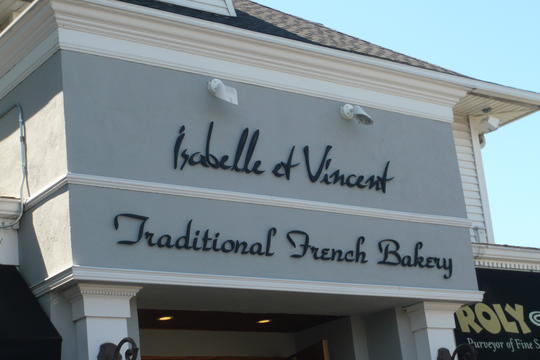 Isabelle et Vincent
Traditional French Bakery
ROLY
Purveyor of Fine